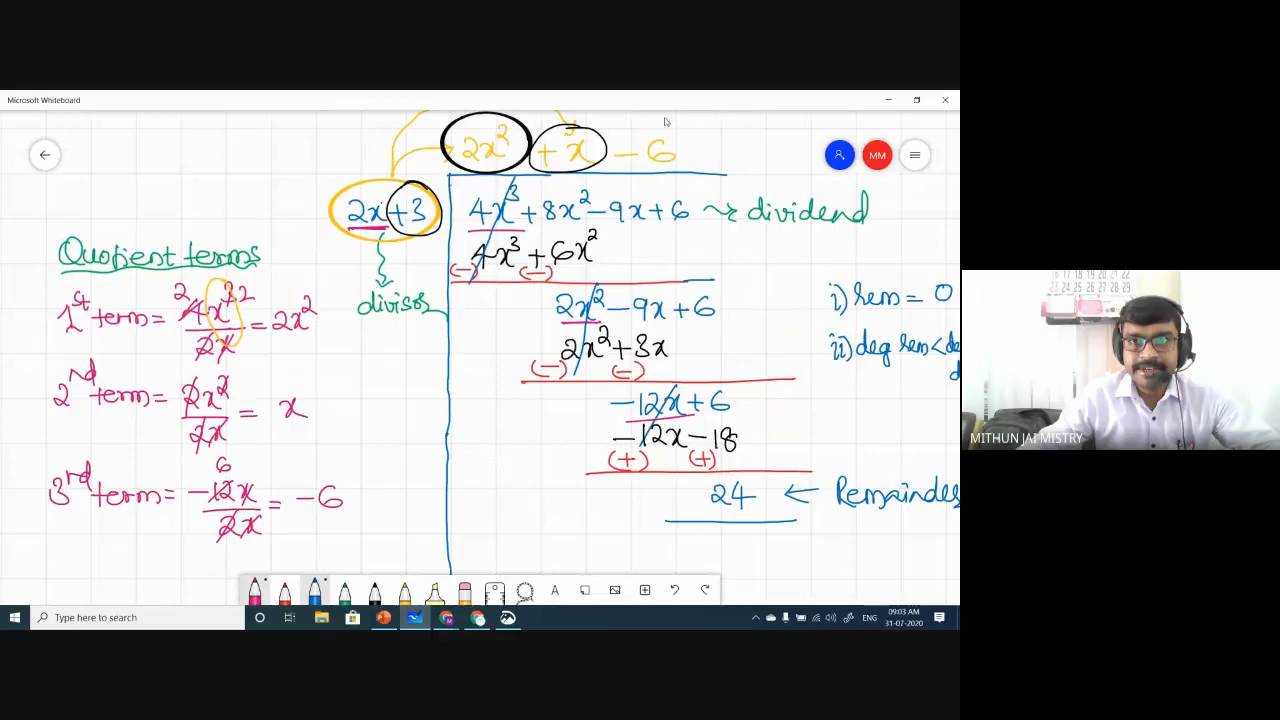 Microsoft Whiteboard
2x² + x - 6
MM
2x+3
4x³+8x²-9x+6 ⇝ dividend
4x³+6x²
(-) (-)
Quotient terms
divisor
2x²-9x+6
i) rem = 0
1st term = 4x³/2x = 2x²
2x²+3x
ii) deg rem < de
(-) (-)
2nd term = 2x²/2x = x
-12x+6
-12x-18
MITHUN JAI MISTRY
(+) (+)
3rd term = -12x/2x = -6
24 ← Remainder
A
Type here to search
ENG
09:03 AM
31-07-2020